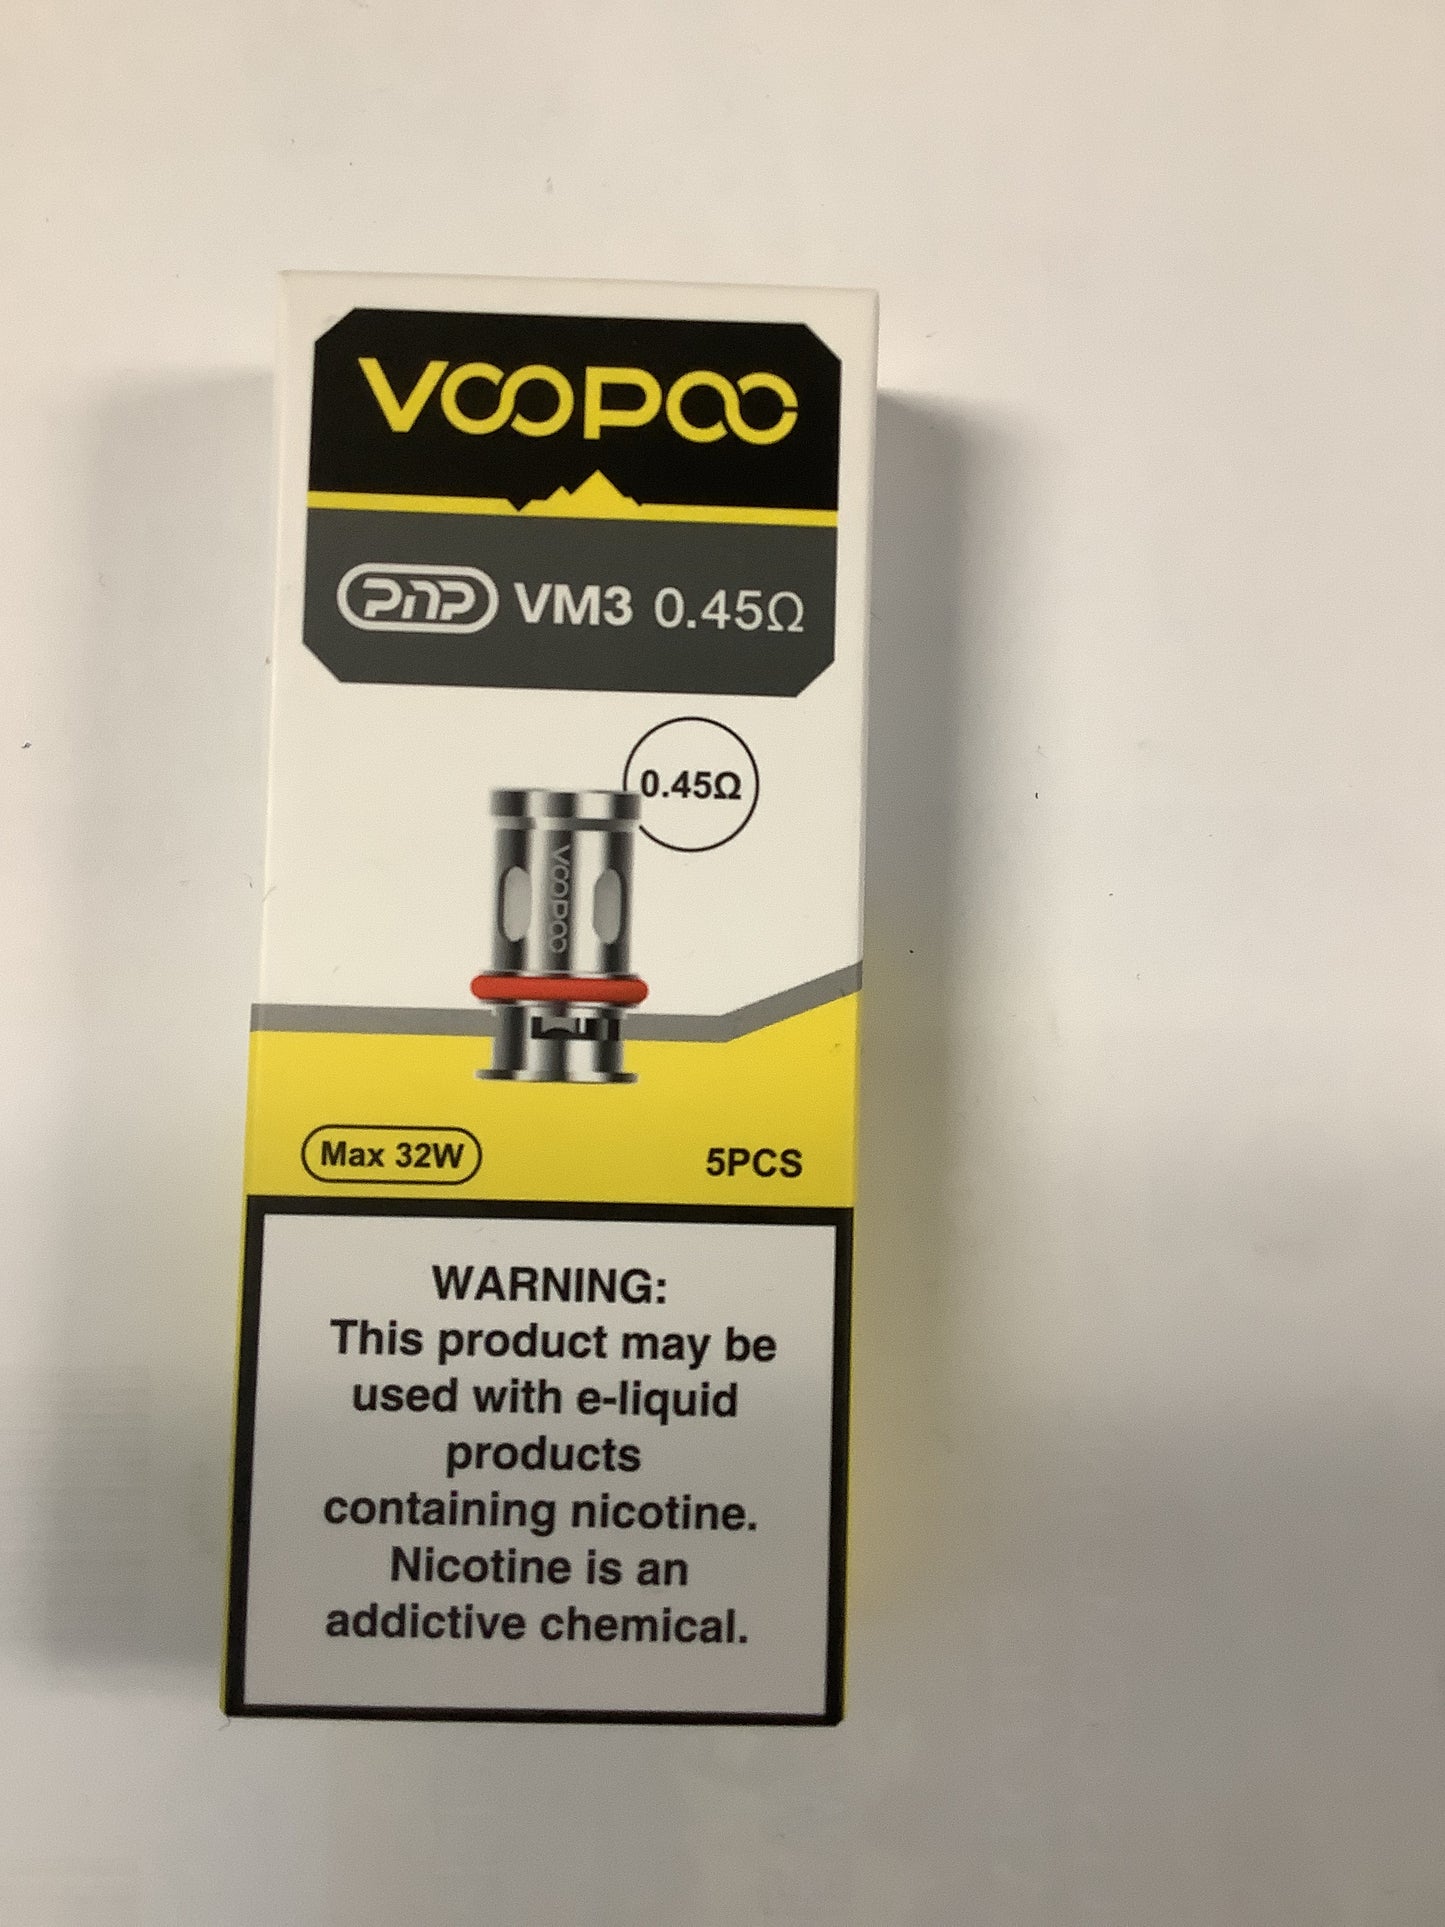 VOOPOO
PNP VM3 0.45Ω
0.45Ω
VOOPOO
Max 32W 5PCS
WARNING:
This product may be
used with e-liquid
products
containing nicotine.
Nicotine is an
addictive chemical.